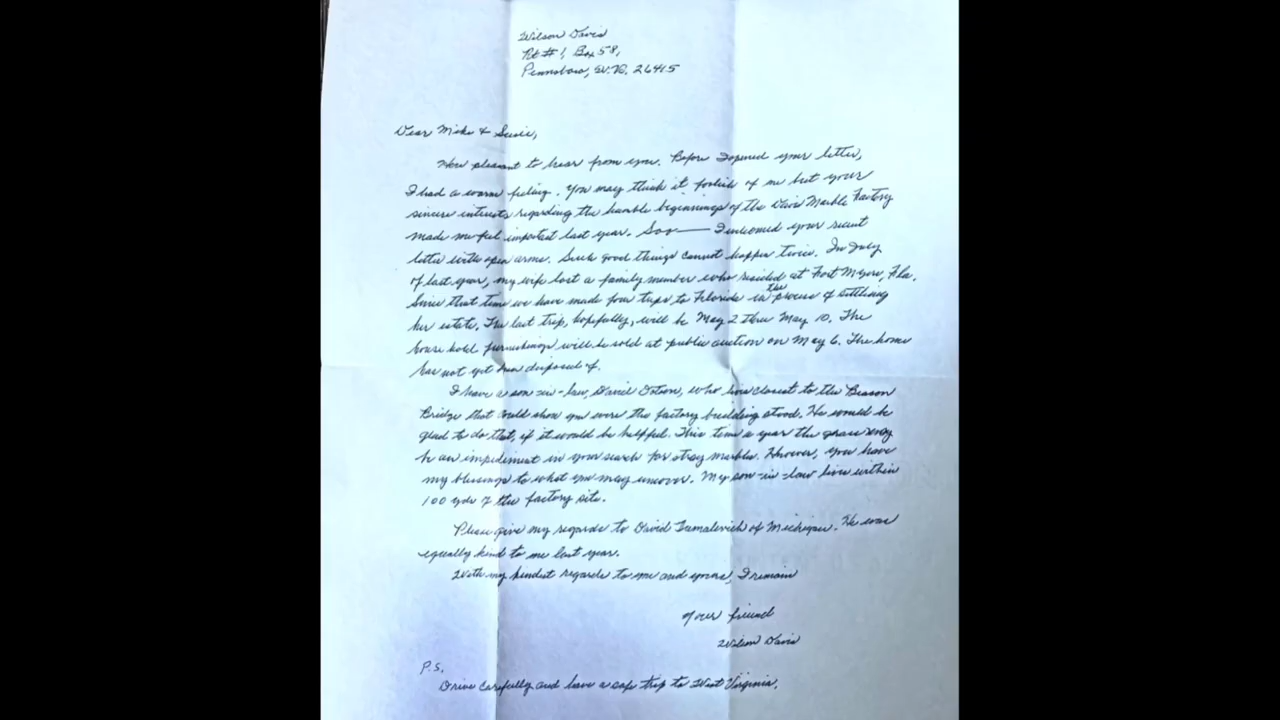 Wilson Davis
Rt #1, Box 58,
Pennsboro, W.Va. 26415
Dear Mike & Susie,
How pleasant to hear from you. Before I opened your letter,
I had a warm feeling. You may think it foolish of me but your
sincere interests regarding the humble beginnings of the Davis Marble Factory
made me feel important last year. Soo— I welcomed your recent
letter with open arms. Such good things cannot happen twice. In July
of last year, my wife lost a family member who resided at Fort Myers, Fla.
Since that time we have made four trips to Florida in the process of settling
her estate. The last trip, hopefully, will be May 2 thru May 10. The
house hold furnishings will be sold at public auction on May 6. The home
has not yet been disposed of.
I have a son-in-law, David Dotson, who lives closest to the Beason
Bridge that could show you were the factory building stood. He would be
glad to do that, if it would be helpful. This time a year the grass may
be an impediment in your search for stray marbles. However, you have
my blessings to what you may uncover. My son-in-law lives within
100 yds of the factory site.
Please give my regards to David of Michigan. He was
equally kind to me last year.
With my kindest regards to you and yours, I remain
Your friend
Wilson Davis
P.S.
Drive carefully and have a safe trip to West Virginia.